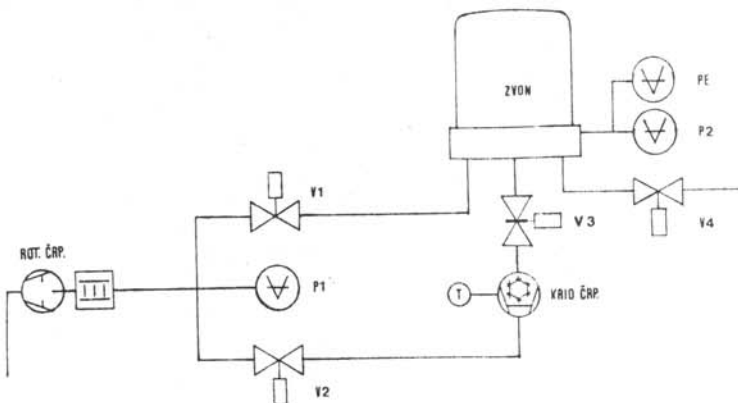 ZVON
PE
P2
V1
V3
V4
ROT. ČRP.
P1
T
KRIO ČRP.
V2